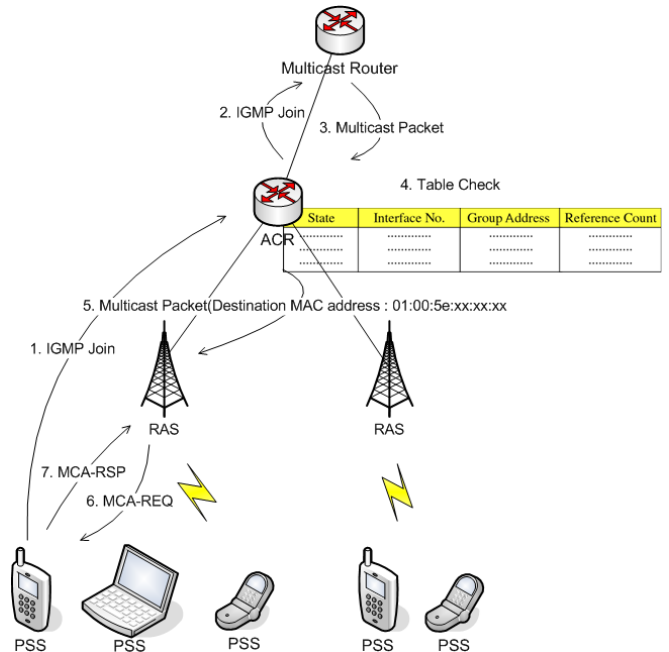 Multicast Router
2. IGMP Join
3. Multicast Packet
4. Table Check
ACR
State Interface No. Group Address Reference Count
............ ............ ............ ............
............ ............ ............ ............
............ ............ ............ ............
5. Multicast Packet(Destination MAC address : 01:00:5e:xx:xx:xx
1. IGMP Join
RAS RAS
7. MCA-RSP
6. MCA-REQ
PSS PSS PSS PSS PSS